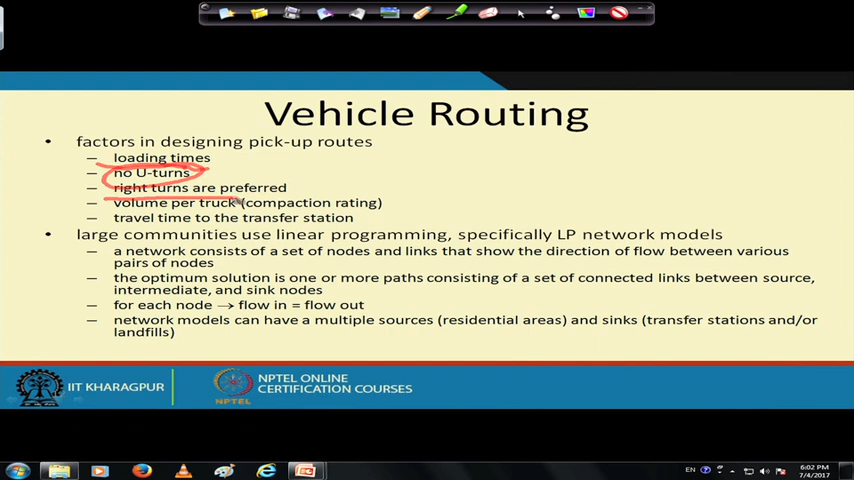 Vehicle Routing
• factors in designing pick-up routes
– loading times
– no U-turns
– right turns are preferred
– volume per truck (compaction rating)
– travel time to the transfer station
• large communities use linear programming, specifically LP network models
– a network consists of a set of nodes and links that show the direction of flow between various
pairs of nodes
– the optimum solution is one or more paths consisting of a set of connected links between source,
intermediate, and sink nodes
– for each node → flow in = flow out
– network models can have a multiple sources (residential areas) and sinks (transfer stations and/or
landfills)
IIT KHARAGPUR
NPTEL
NPTEL ONLINE
CERTIFICATION COURSES
EN
6:02 PM
7/4/2017